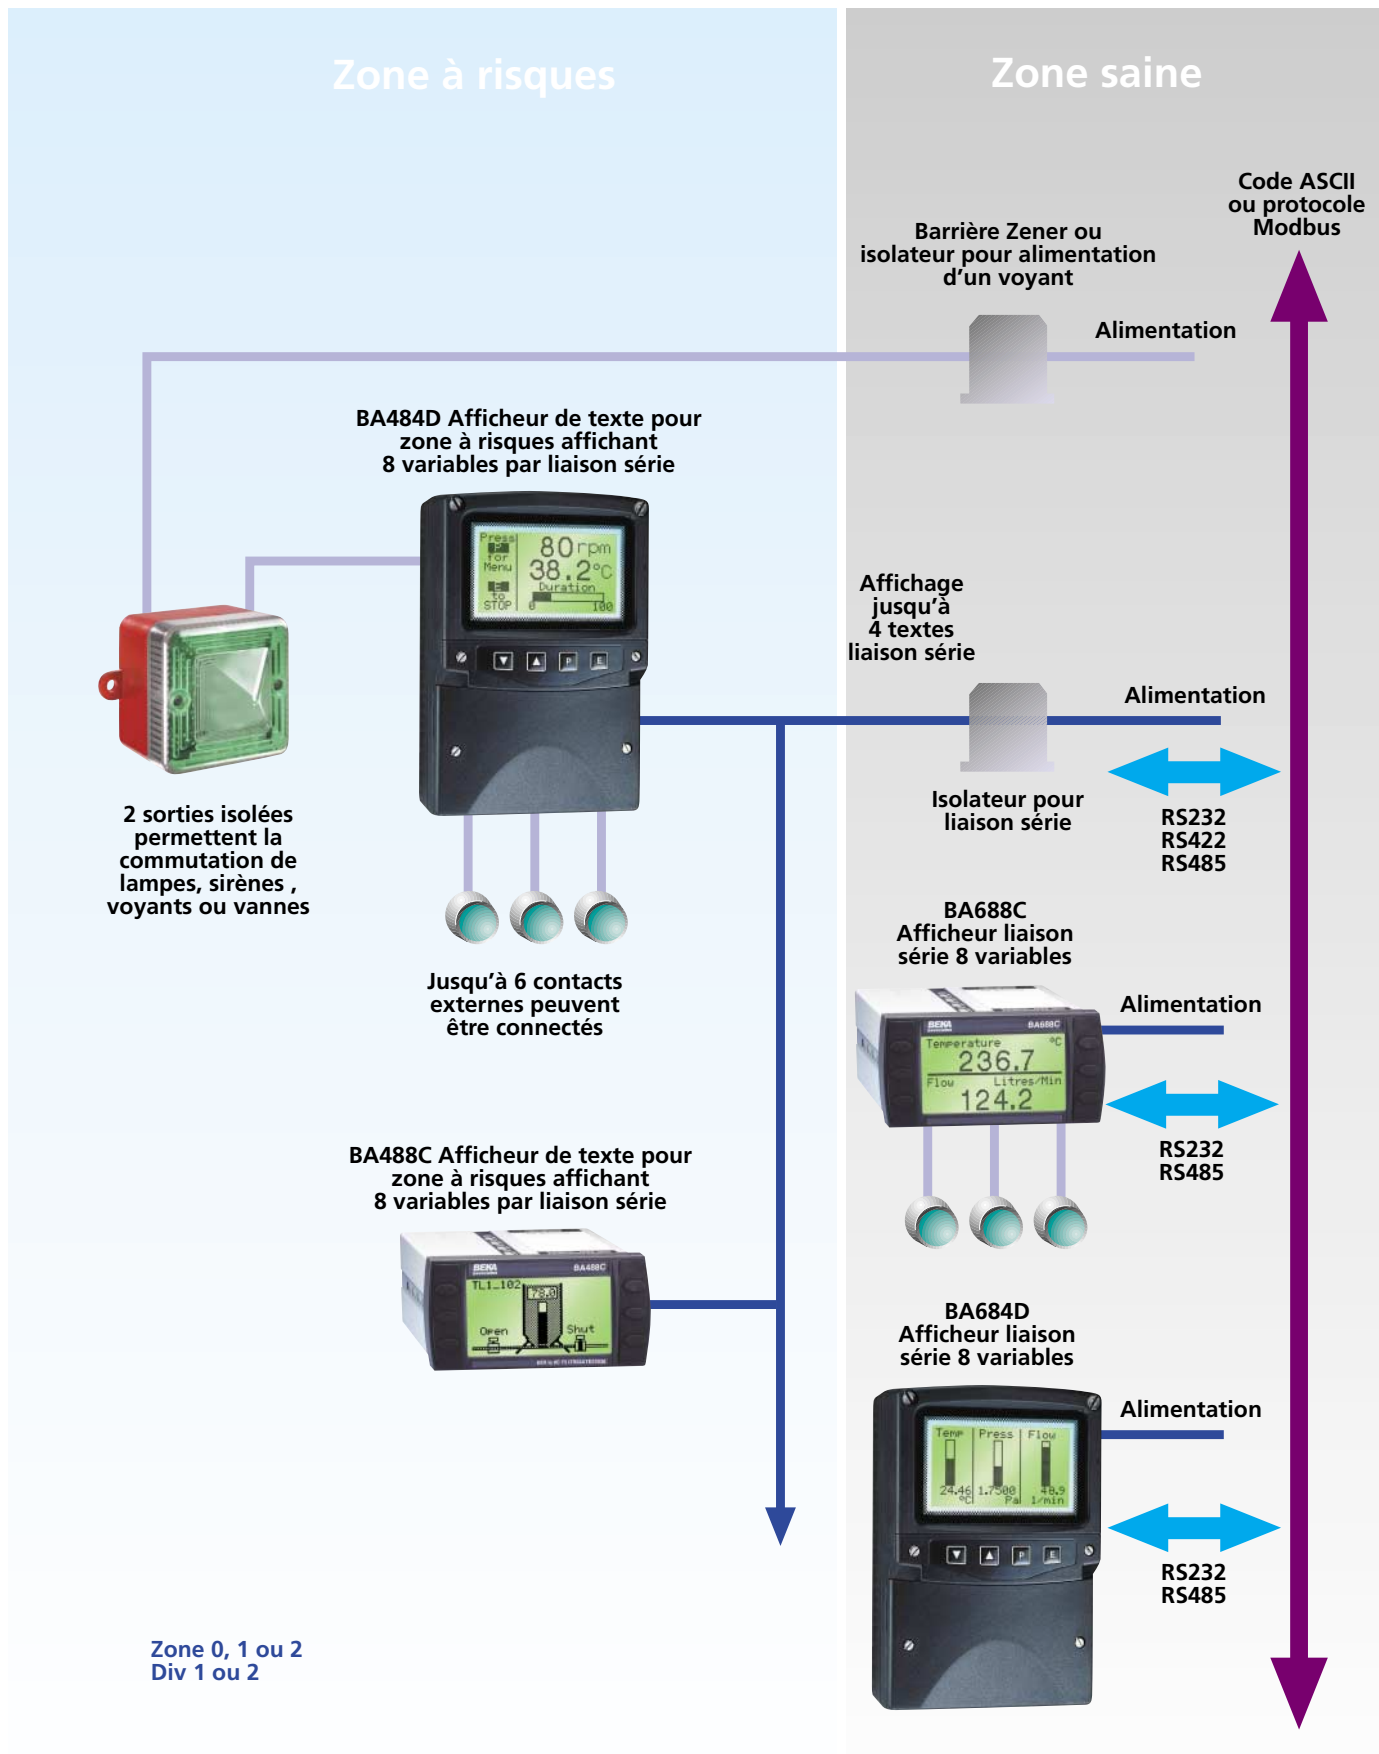 Zone à risques
Zone saine
Code ASCII
ou protocole
Modbus
Barrière Zener ou
isolateur pour alimentation
d'un voyant
Alimentation
BA484D Afficheur de texte pour
zone à risques affichant
8 variables par liaison série
Press
P
for
Menu
E
to
STOP
80 rpm
38.2°C
Duration
0 100
P E
Affichage
jusqu'à
4 textes
liaison série
Alimentation
Isolateur pour
liaison série
RS232
RS422
RS485
2 sorties isolées
permettent la
commutation de
lampes, sirènes ,
voyants ou vannes
Jusqu'à 6 contacts
externes peuvent
être connectés
BA688C
Afficheur liaison
série 8 variables
Alimentation
BEKA BA688C
Temperature °C
236.7
Flow Litres/Min
124.2
RS232
RS485
BA488C Afficheur de texte pour
zone à risques affichant
8 variables par liaison série
BEKA BA488C
TL1_102
78.0
Open Shut
BA684D
Afficheur liaison
série 8 variables
Alimentation
Temp Press Flow
24.46 1.7500 40.9
°C Pa l/min
P E
RS232
RS485
Zone 0, 1 ou 2
Div 1 ou 2